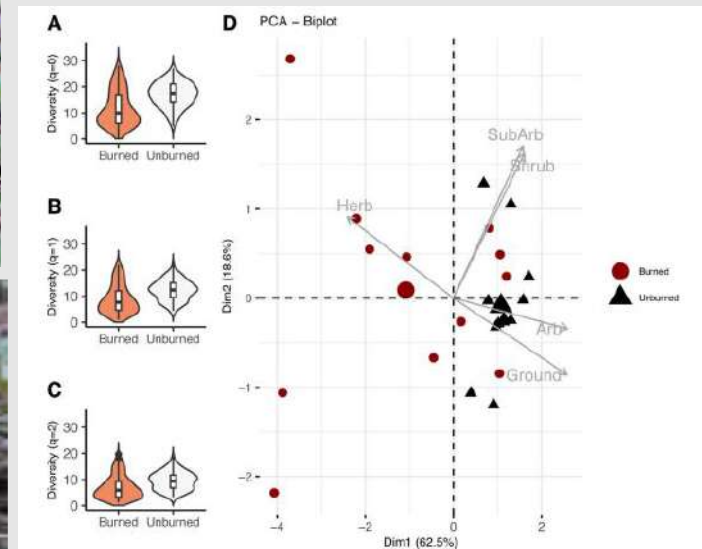 A
Diversity (q=0)
30
20
10
0
Burned Unburned
B
Diversity (q=1)
30
20
10
0
Burned Unburned
C
Diversity (q=2)
30
20
10
0
Burned Unburned
D PCA - Biplot
Dim2 (18.6%)
2
1
0
-1
-2
SubArb
Shrub
Herb
Arb
Ground
-4 -2 0 2
Dim1 (62.5%)
Burned
Unburned